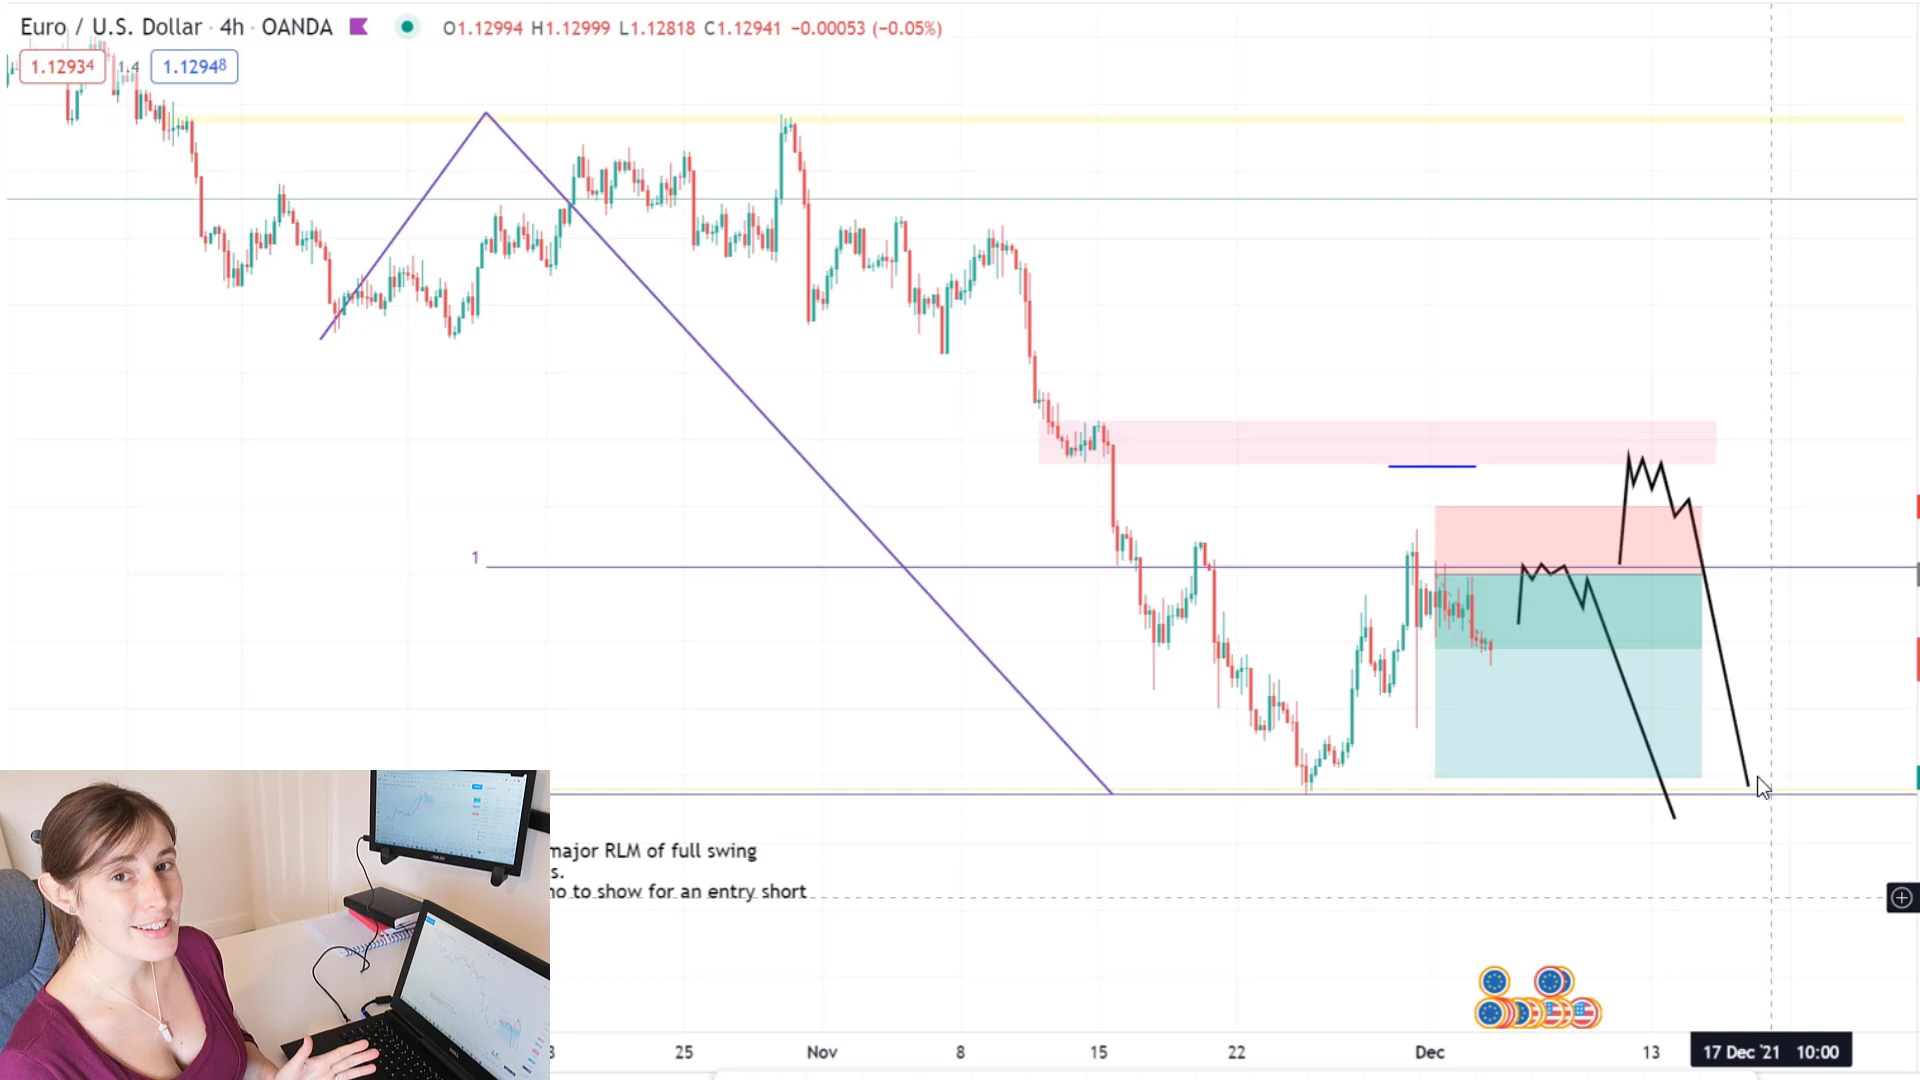 Euro / U.S. Dollar · 4h · OANDA
O1.12994 H1.12999 L1.12818 C1.12941 −0.00053 (−0.05%)
1.12934 1.4 1.12948
1
major RLM of full swing
s.
no to show for an entry short
25 Nov 8 15 22 Dec 13 17 Dec '21 10:00